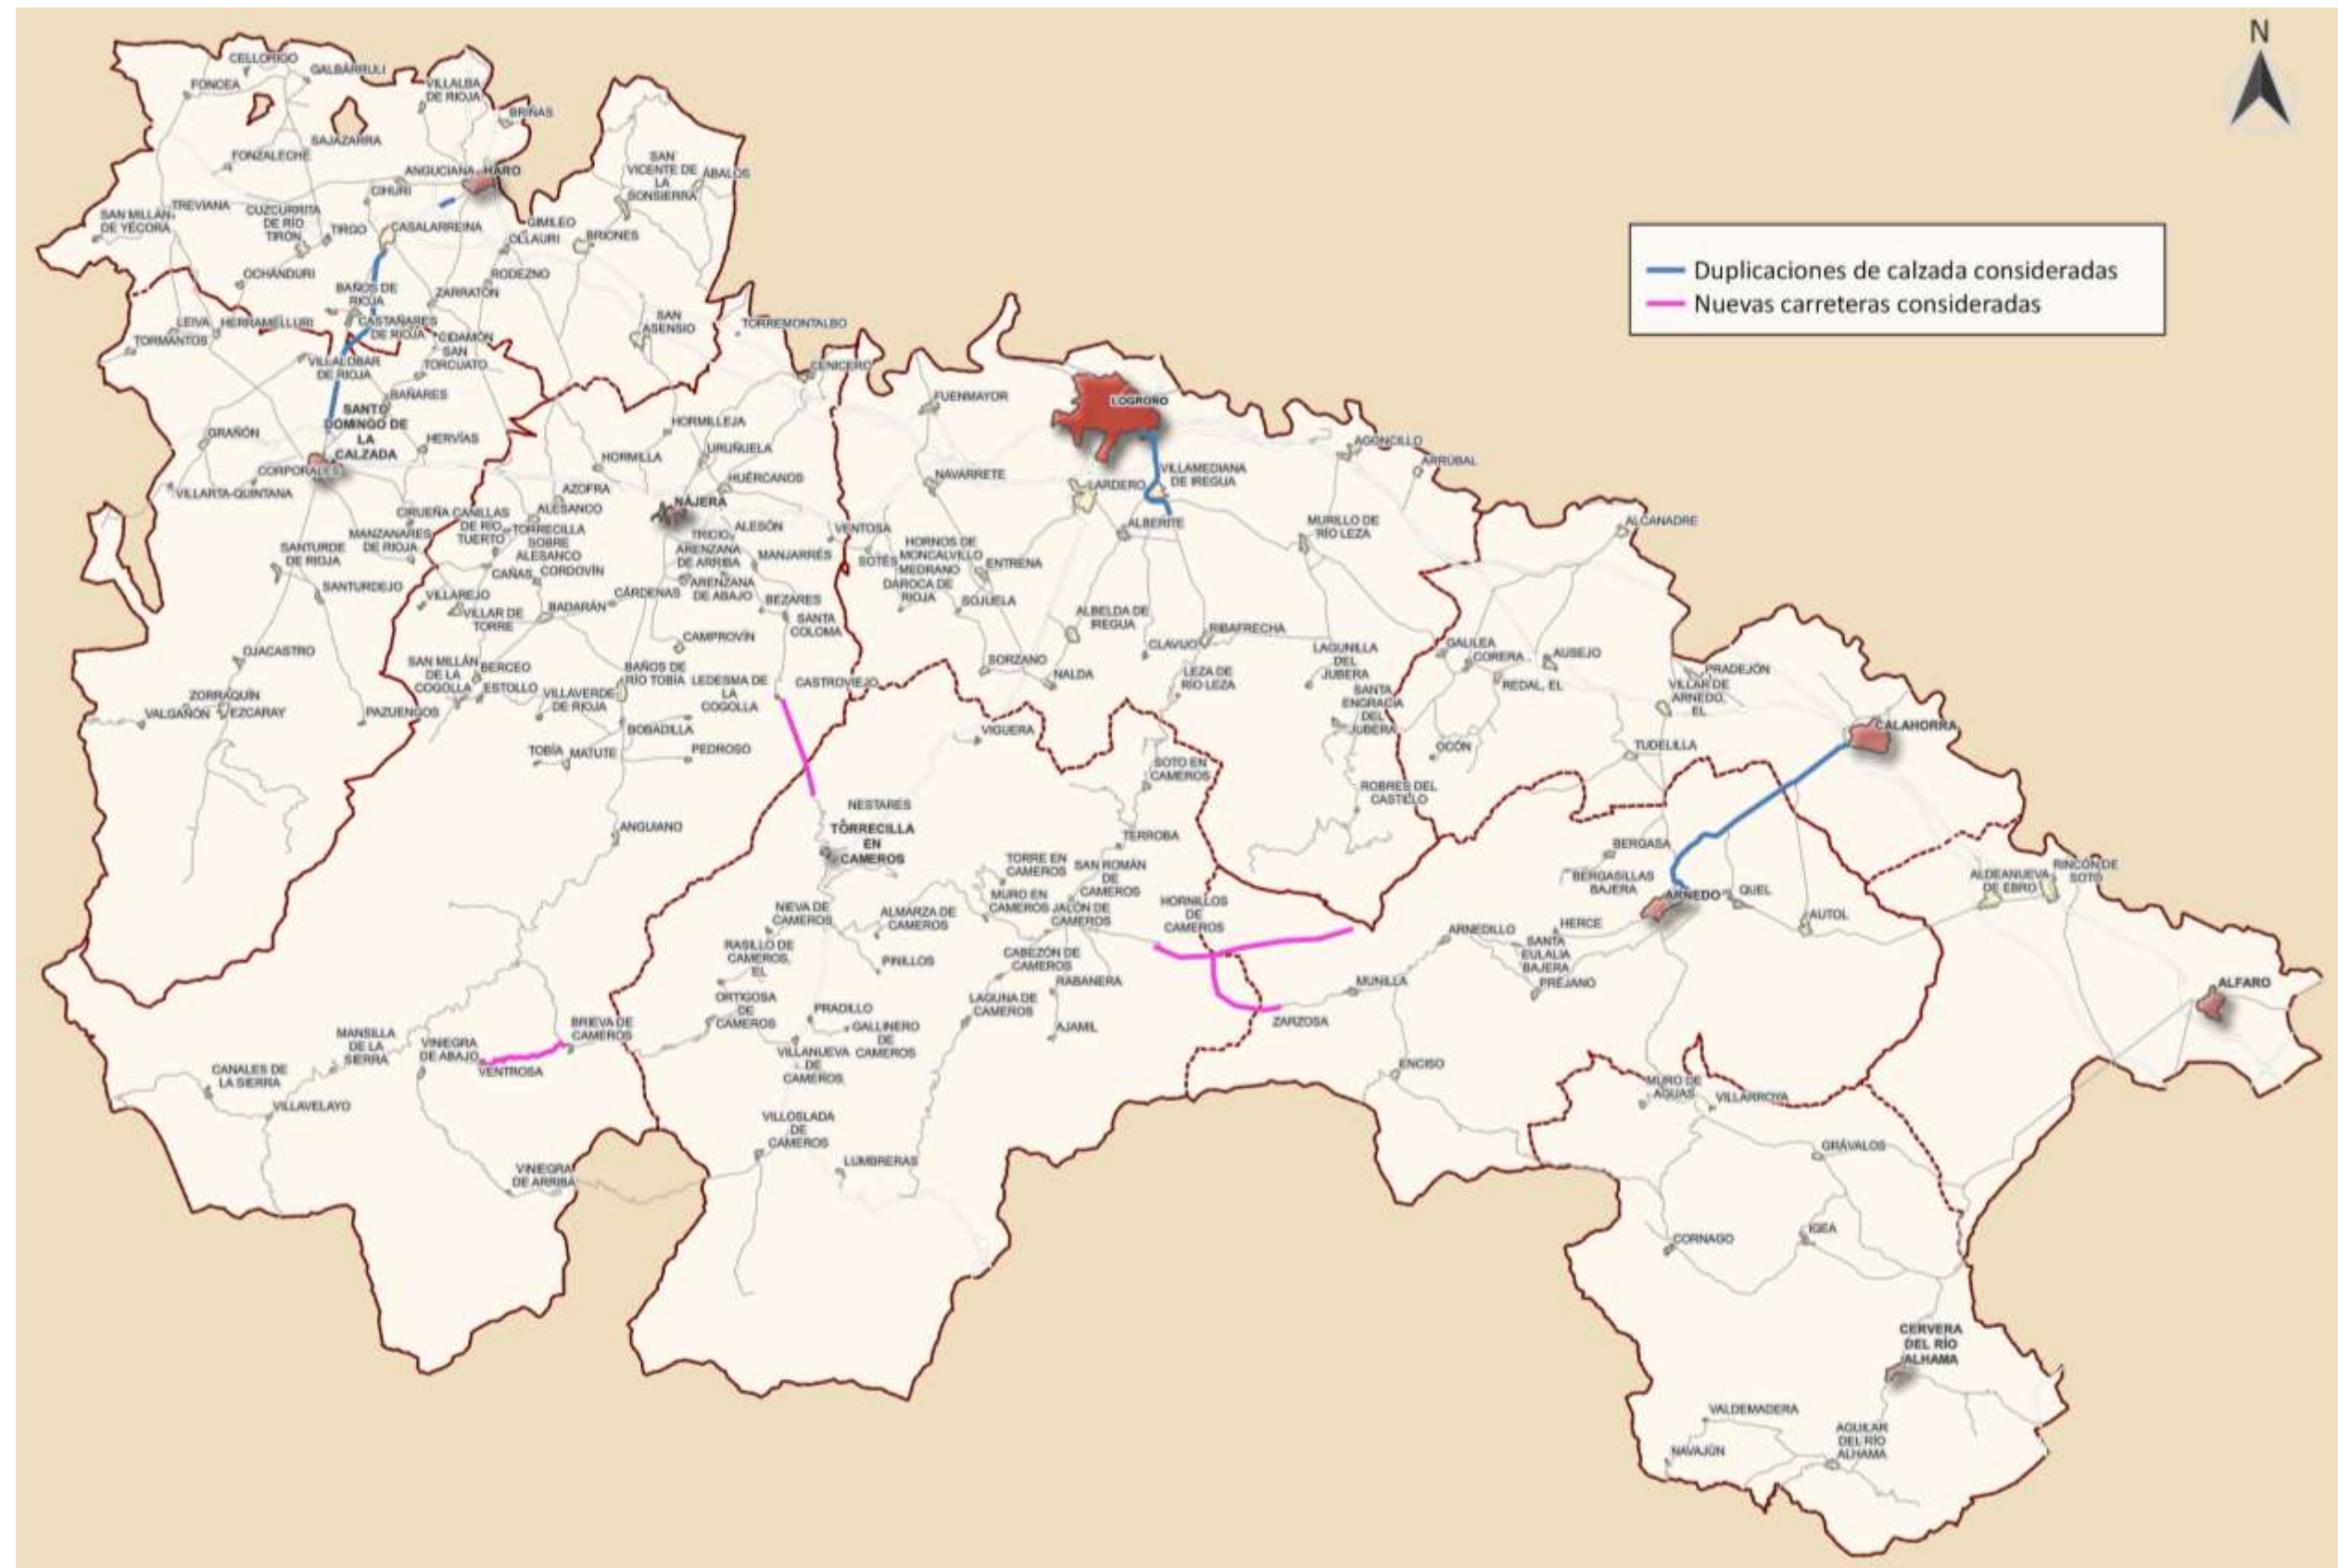 N
Duplicaciones de calzada consideradas
Nuevas carreteras consideradas
CELLORIGO
GALBÁRRULI
FONCEA
VILLALBA
DE RIOJA
BRIÑAS
SAJAZARRA
FONZALECHE
ANGUCIANA
HARO
CIHURI
SAN
VICENTE DE
LA
SONSIERRA
ÁBALOS
SAN MILLÁN
DE YÉCORA
TREVIANA
CUZCURRITA
DE RÍO
TIRÓN
TIRGO
CASALARREINA
GIMILEO
OLLAURI
BRIONES
OCHÁNDURI
RODEZNO
BAÑOS DE
RIOJA
ZARRATÓN
LEIVA
HERRAMELLURI
CASTAÑARES
DE RIOJA
CIDAMÓN
SAN
ASENSIO
TORREMONTALBO
TORMANTOS
SAN
TORCUATO
VILLALOBAR
DE RIOJA
CENICERO
BAÑARES
FUENMAYOR
LOGROÑO
SANTO
DOMINGO DE
LA
CALZADA
HORMILLEJA
GRAÑÓN
HERVÍAS
URUÑUELA
AGONCILLO
HORMILLA
CORPORALES
ARRÚBAL
VILLAMEDIANA
DE IREGUA
HUÉRCANOS
NAVARRETE
LARDERO
VILLARTA-QUINTANA
AZOFRA
NÁJERA
CIRUEÑA
CANILLAS
DE RÍO
TUERTO
ALESANCO
TORRECILLA
SOBRE
ALESANCO
TRICIO
ALESÓN
VENTOSA
ALBERITE
MURILLO DE
RÍO LEZA
ALCANADRE
MANZANARES
DE RIOJA
SANTURDE
DE RIOJA
ARENZANA
DE ARRIBA
MANJARRÉS
SOTÉS
HORNOS DE
MONCALVILLO
MEDRANO
ENTRENA
DAROCA DE
RIOJA
SOJUELA
CAÑAS
CORDOVÍN
SANTURDEJO
VILLAREJO
VILLAR DE
TORRE
BADARÁN
CÁRDENAS
ARENZANA
DE ABAJO
BEZARES
SANTA
COLOMA
ALBELDA DE
IREGUA
CLAVIJO
RIBAFRECHA
CAMPROVÍN
LAGUNILLA
DEL
JUBERA
GALILEA
CORERA
AUSEJO
OJACASTRO
SAN MILLÁN
DE LA
COGOLLA
BERCEO
ESTOLLO
BAÑOS DE
RÍO TOBÍA
LEDESMA DE
LA
COGOLLA
CASTROVIEJO
SORZANO
NALDA
LEZA DE
RÍO LEZA
REDAL, EL
PRADEJÓN
VILLAR DE
ARNEDO,
EL
ZORRAQUÍN
VALGAÑÓN
EZCARAY
PAZUENGOS
VILLAVERDE
DE RIOJA
SANTA
ENGRACIA
DEL
JUBERA
BOBADILLA
VIGUERA
CALAHORRA
TOBÍA
MATUTE
PEDROSO
OCÓN
TUDELILLA
SOTO EN
CAMEROS
ROBRES DEL
CASTILLO
NESTARES
ANGUIANO
TORRECILLA
EN
CAMEROS
TERROBA
BERGASA
TORRE EN
CAMEROS
SAN ROMÁN
DE
CAMEROS
BERGASILLAS
BAJERA
ARNEDO
QUEL
ALDEANUEVA
DE EBRO
RINCÓN DE
SOTO
MURO EN
CAMEROS
JALÓN DE
CAMEROS
HORNILLOS
DE
CAMEROS
NIEVA DE
CAMEROS
ALMARZA DE
CAMEROS
AUTOL
HERCE
ARNEDILLO
SANTA
EULALIA
BAJERA
RASILLO DE
CAMEROS,
EL
PINILLOS
CABEZÓN DE
CAMEROS
RABANERA
MUNILLA
PRÉJANO
ALFARO
ORTIGOSA
DE
CAMEROS
PRADILLO
LAGUNA DE
CAMEROS
GALLINERO
DE
CAMEROS
AJAMIL
ZARZOSA
BRIEVA DE
CAMEROS
MANSILLA
DE LA
SIERRA
VINIEGRA
DE ABAJO
VENTROSA
VILLANUEVA
DE
CAMEROS
ENCISO
CANALES DE
LA SIERRA
VILLAVELAYO
MURO DE
AGUAS
VILLARROYA
VILLOSLADA
DE
CAMEROS
GRÁVALOS
LUMBRERAS
VINIEGRA
DE ARRIBA
CORNAGO
IGEA
CERVERA
DEL RÍO
ALHAMA
VALDEMADERA
AGUILAR
DEL RÍO
ALHAMA
NAVAJÚN